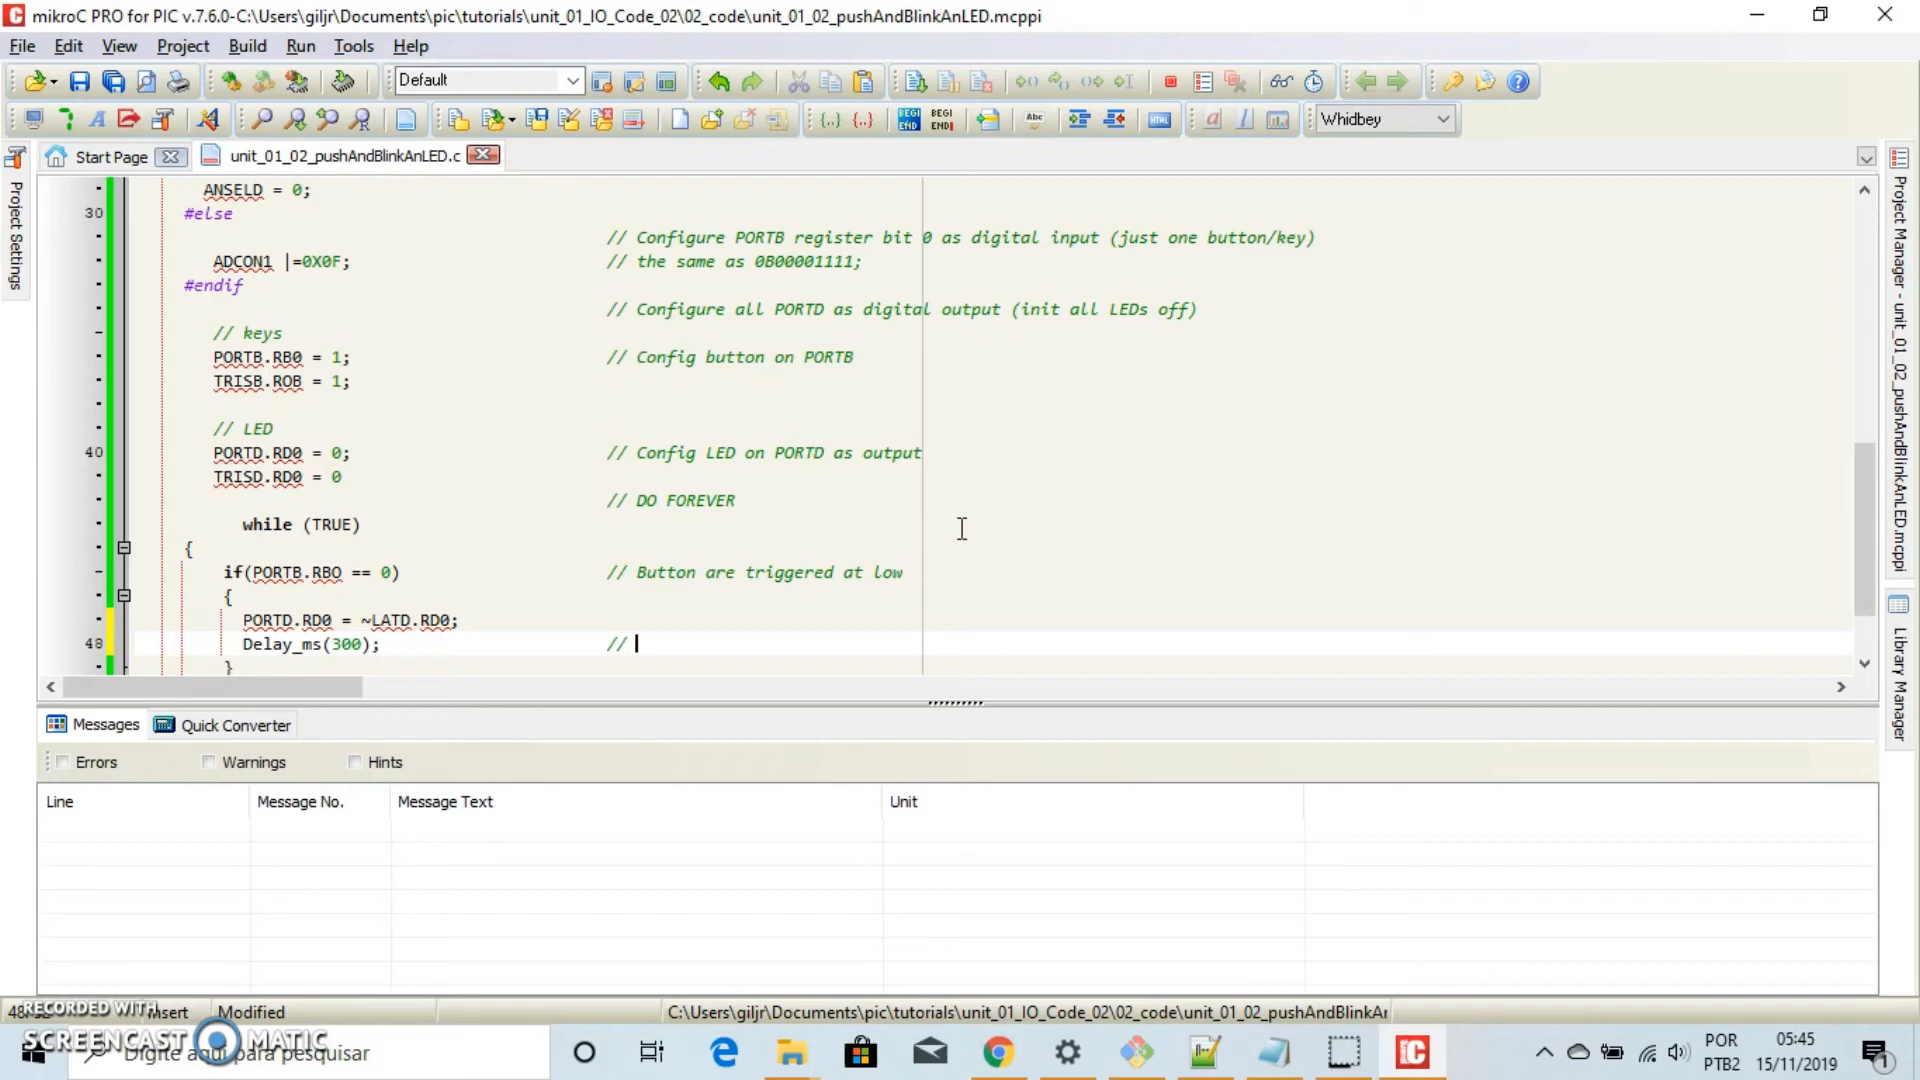 mikroC PRO for PIC v.7.6.0-C:\Users\giljr\Documents\pic\tutorials\unit_01_IO_Code_02\02_code\unit_01_02_pushAndBlinkAnLED.mcppi
File Edit View Project Build Run Tools Help
Default
Whidbey
Start Page unit_01_02_pushAndBlinkAnLED.c
Project Settings
ANSELD = 0;
30 #else
// Configure PORTB register bit 0 as digital input (just one button/key)
ADCON1 |=0X0F; // the same as 0B00001111;
#endif
// Configure all PORTD as digital output (init all LEDs off)
// keys
PORTB.RB0 = 1; // Config button on PORTB
TRISB.ROB = 1;
// LED
40 PORTD.RD0 = 0; // Config LED on PORTD as output
TRISD.RD0 = 0
// DO FOREVER
while (TRUE)
{
if(PORTB.RBO == 0) // Button are triggered at low
{
PORTD.RD0 = ~LATD.RD0;
48 Delay_ms(300); //
}
Project Manager - unit_01_02_pushAndBlinkAnLED.mcppi
Library Manager
Messages Quick Converter
Errors Warnings Hints
Line Message No. Message Text Unit
Insert Modified C:\Users\giljr\Documents\pic\tutorials\unit_01_IO_Code_02\02_code\unit_01_02_pushAndBlinkAr
RECORDED WITH
SCREENCAST MATIC
Digite aqui para pesquisar
POR
PTB2
05:45
15/11/2019
1